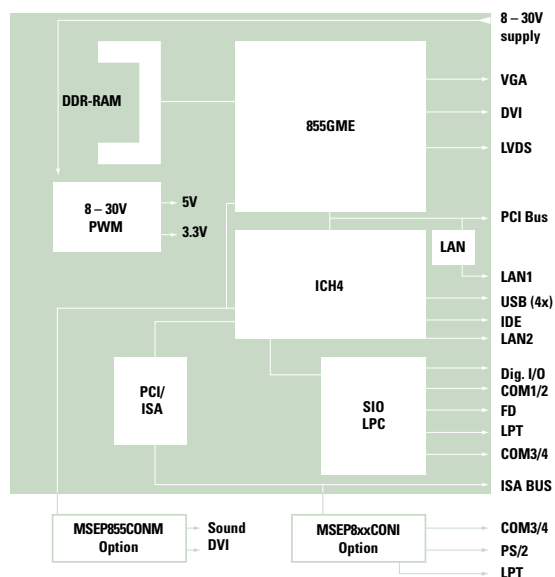 8 – 30V
supply
VGA
DDR-RAM
855GME
DVI
LVDS
8 – 30V
PWM
5V
3.3V
PCI Bus
LAN
LAN1
ICH4
USB (4x)
IDE
LAN2
PCI/
ISA
SIO
LPC
Dig. I/O
COM1/2
FD
LPT
COM3/4
ISA BUS
MSEP855CONM
Option
Sound
DVI
MSEP8xxCONI
Option
COM3/4
PS/2
LPT